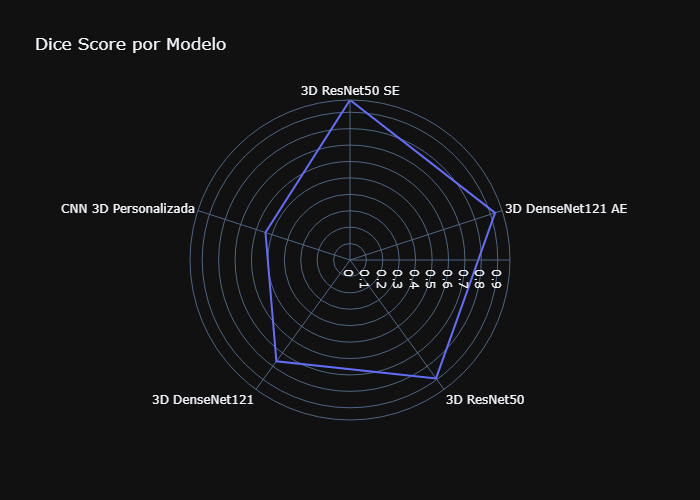 Dice Score por Modelo
3D ResNet50 SE
CNN 3D Personalizada
3D DenseNet121 AE
0
0.1
0.2
0.3
0.4
0.5
0.6
0.7
0.8
0.9
3D DenseNet121
3D ResNet50